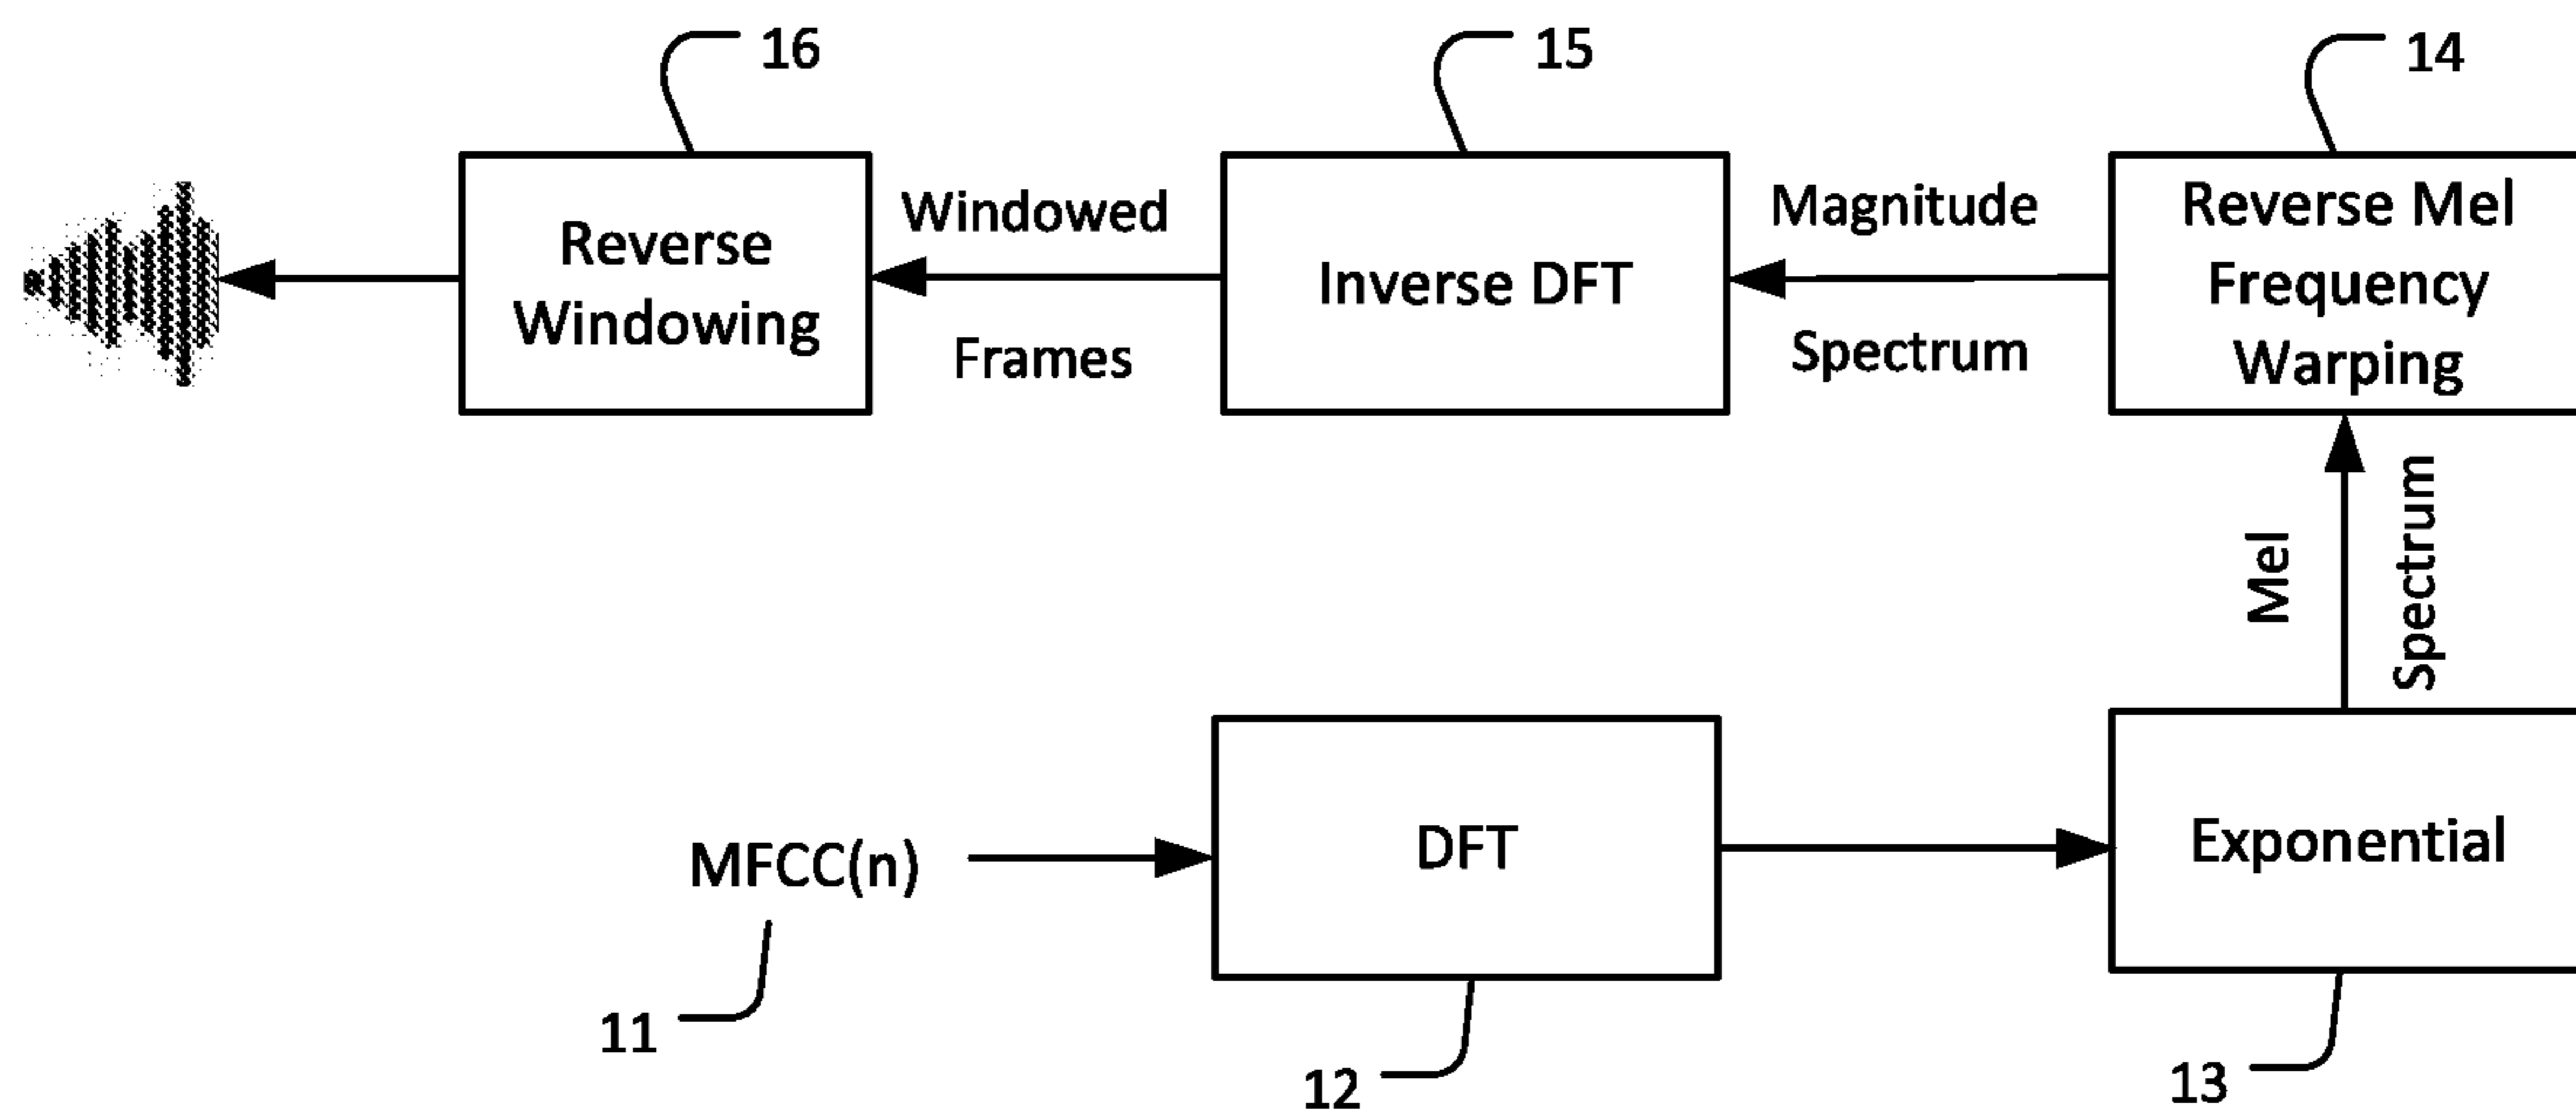 16
15
14
Reverse
Windowing
Windowed
Frames
Inverse DFT
Magnitude
Spectrum
Reverse Mel
Frequency
Warping
Mel
Spectrum
MFCC(n)
DFT
Exponential
11
12
13